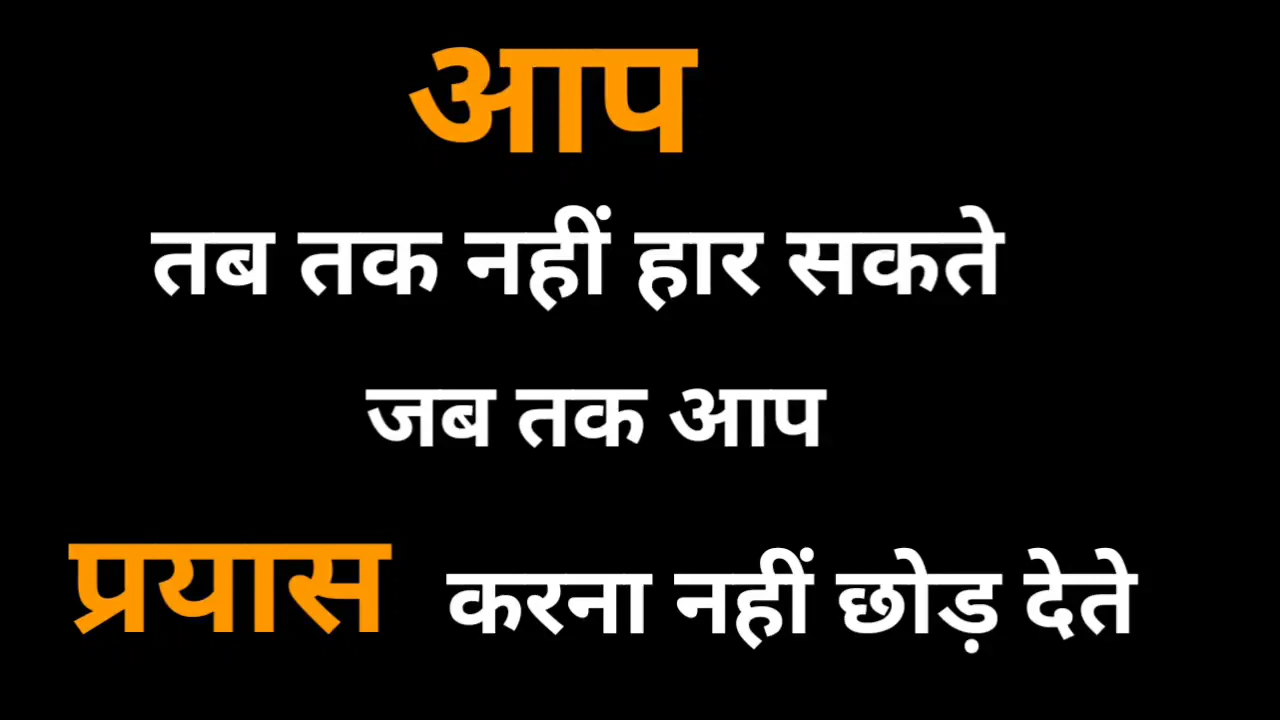 आप
तब तक नहीं हार सकते
जब तक आप
प्रयास करना नहीं छोड़ देते